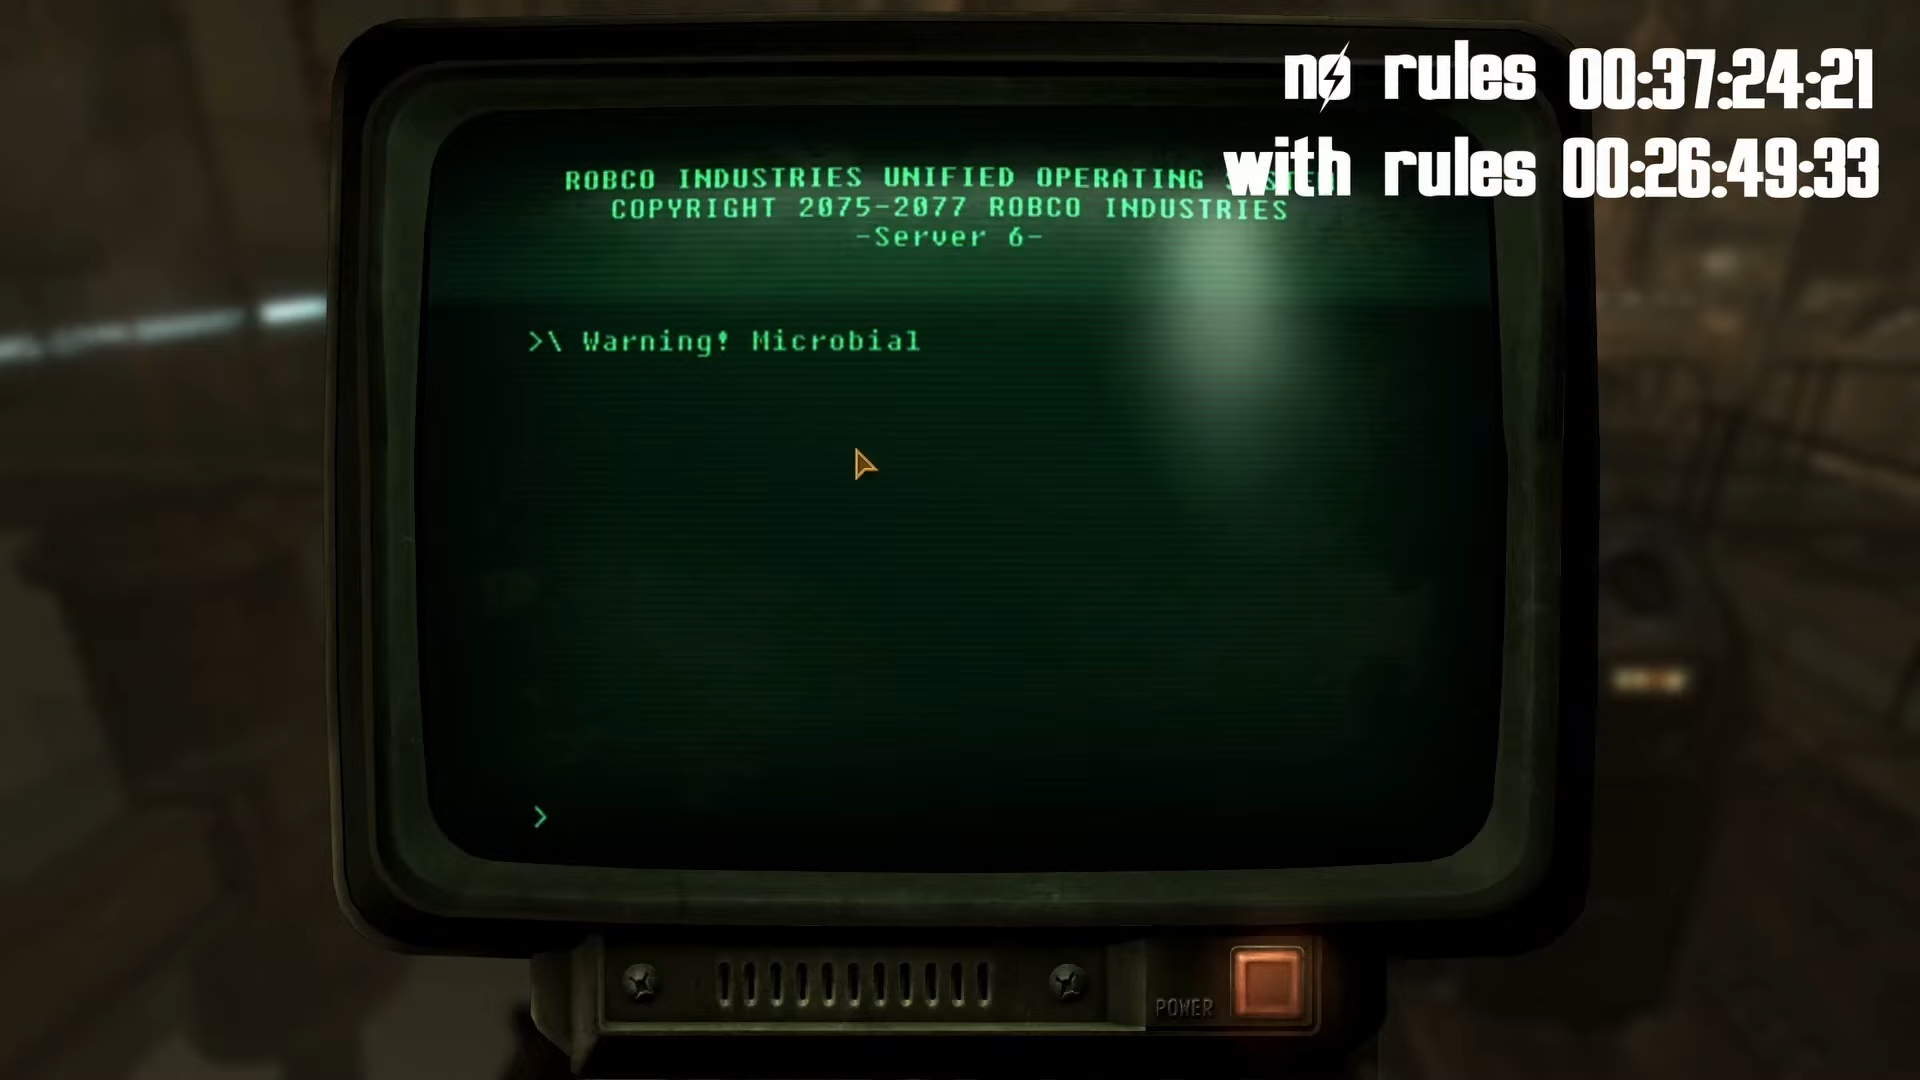 no rules 00:37:24:21
with rules 00:26:49:33
ROBCO INDUSTRIES UNIFIED OPERATING
COPYRIGHT 2075-2077 ROBCO INDUSTRIES
-Server 6-
>\ Warning! Microbial
>
POWER